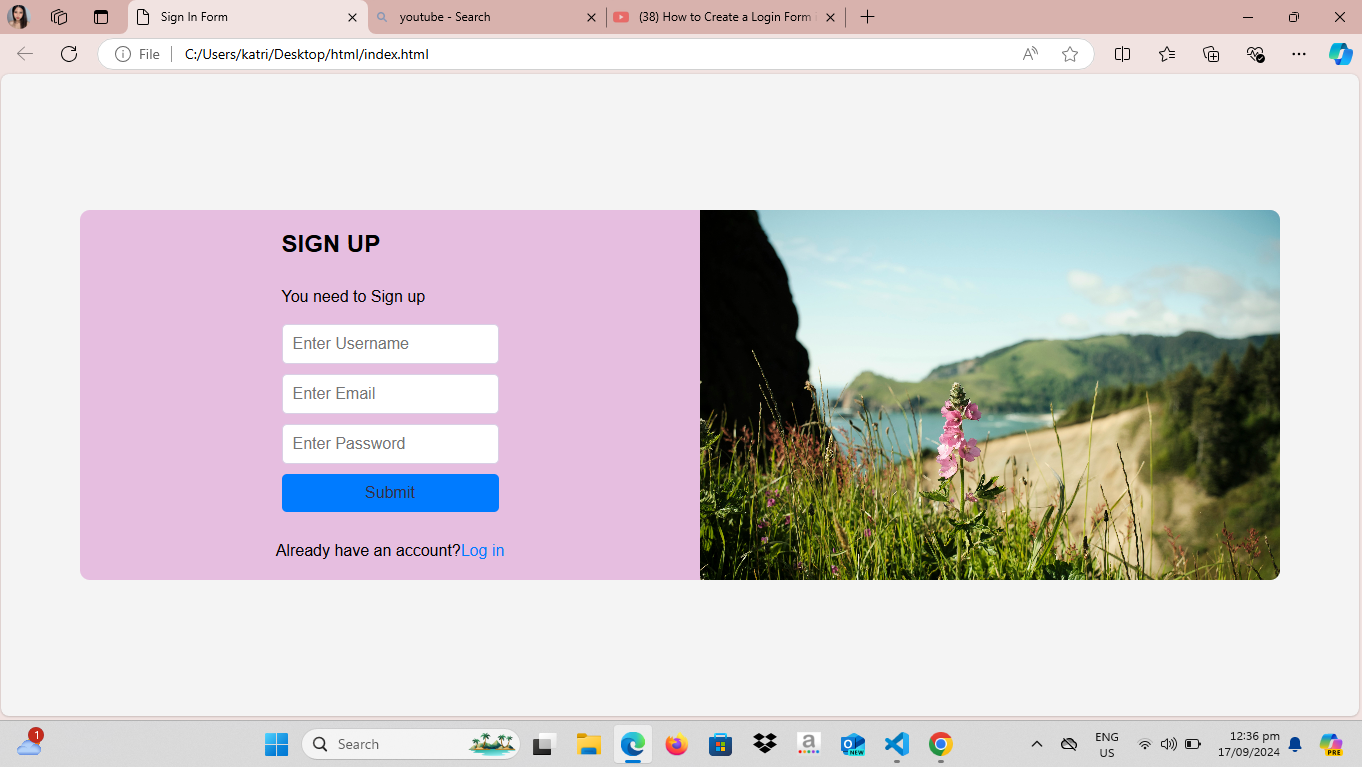 Sign In Form
youtube - Search
(38) How to Create a Login Form
File
C:/Users/katri/Desktop/html/index.html
SIGN UP
You need to Sign up
Enter Username
Enter Email
Enter Password
Submit
Already have an account?Log in
1
Search
a
NEW
ENG
US
12:36 pm
17/09/2024
PRE